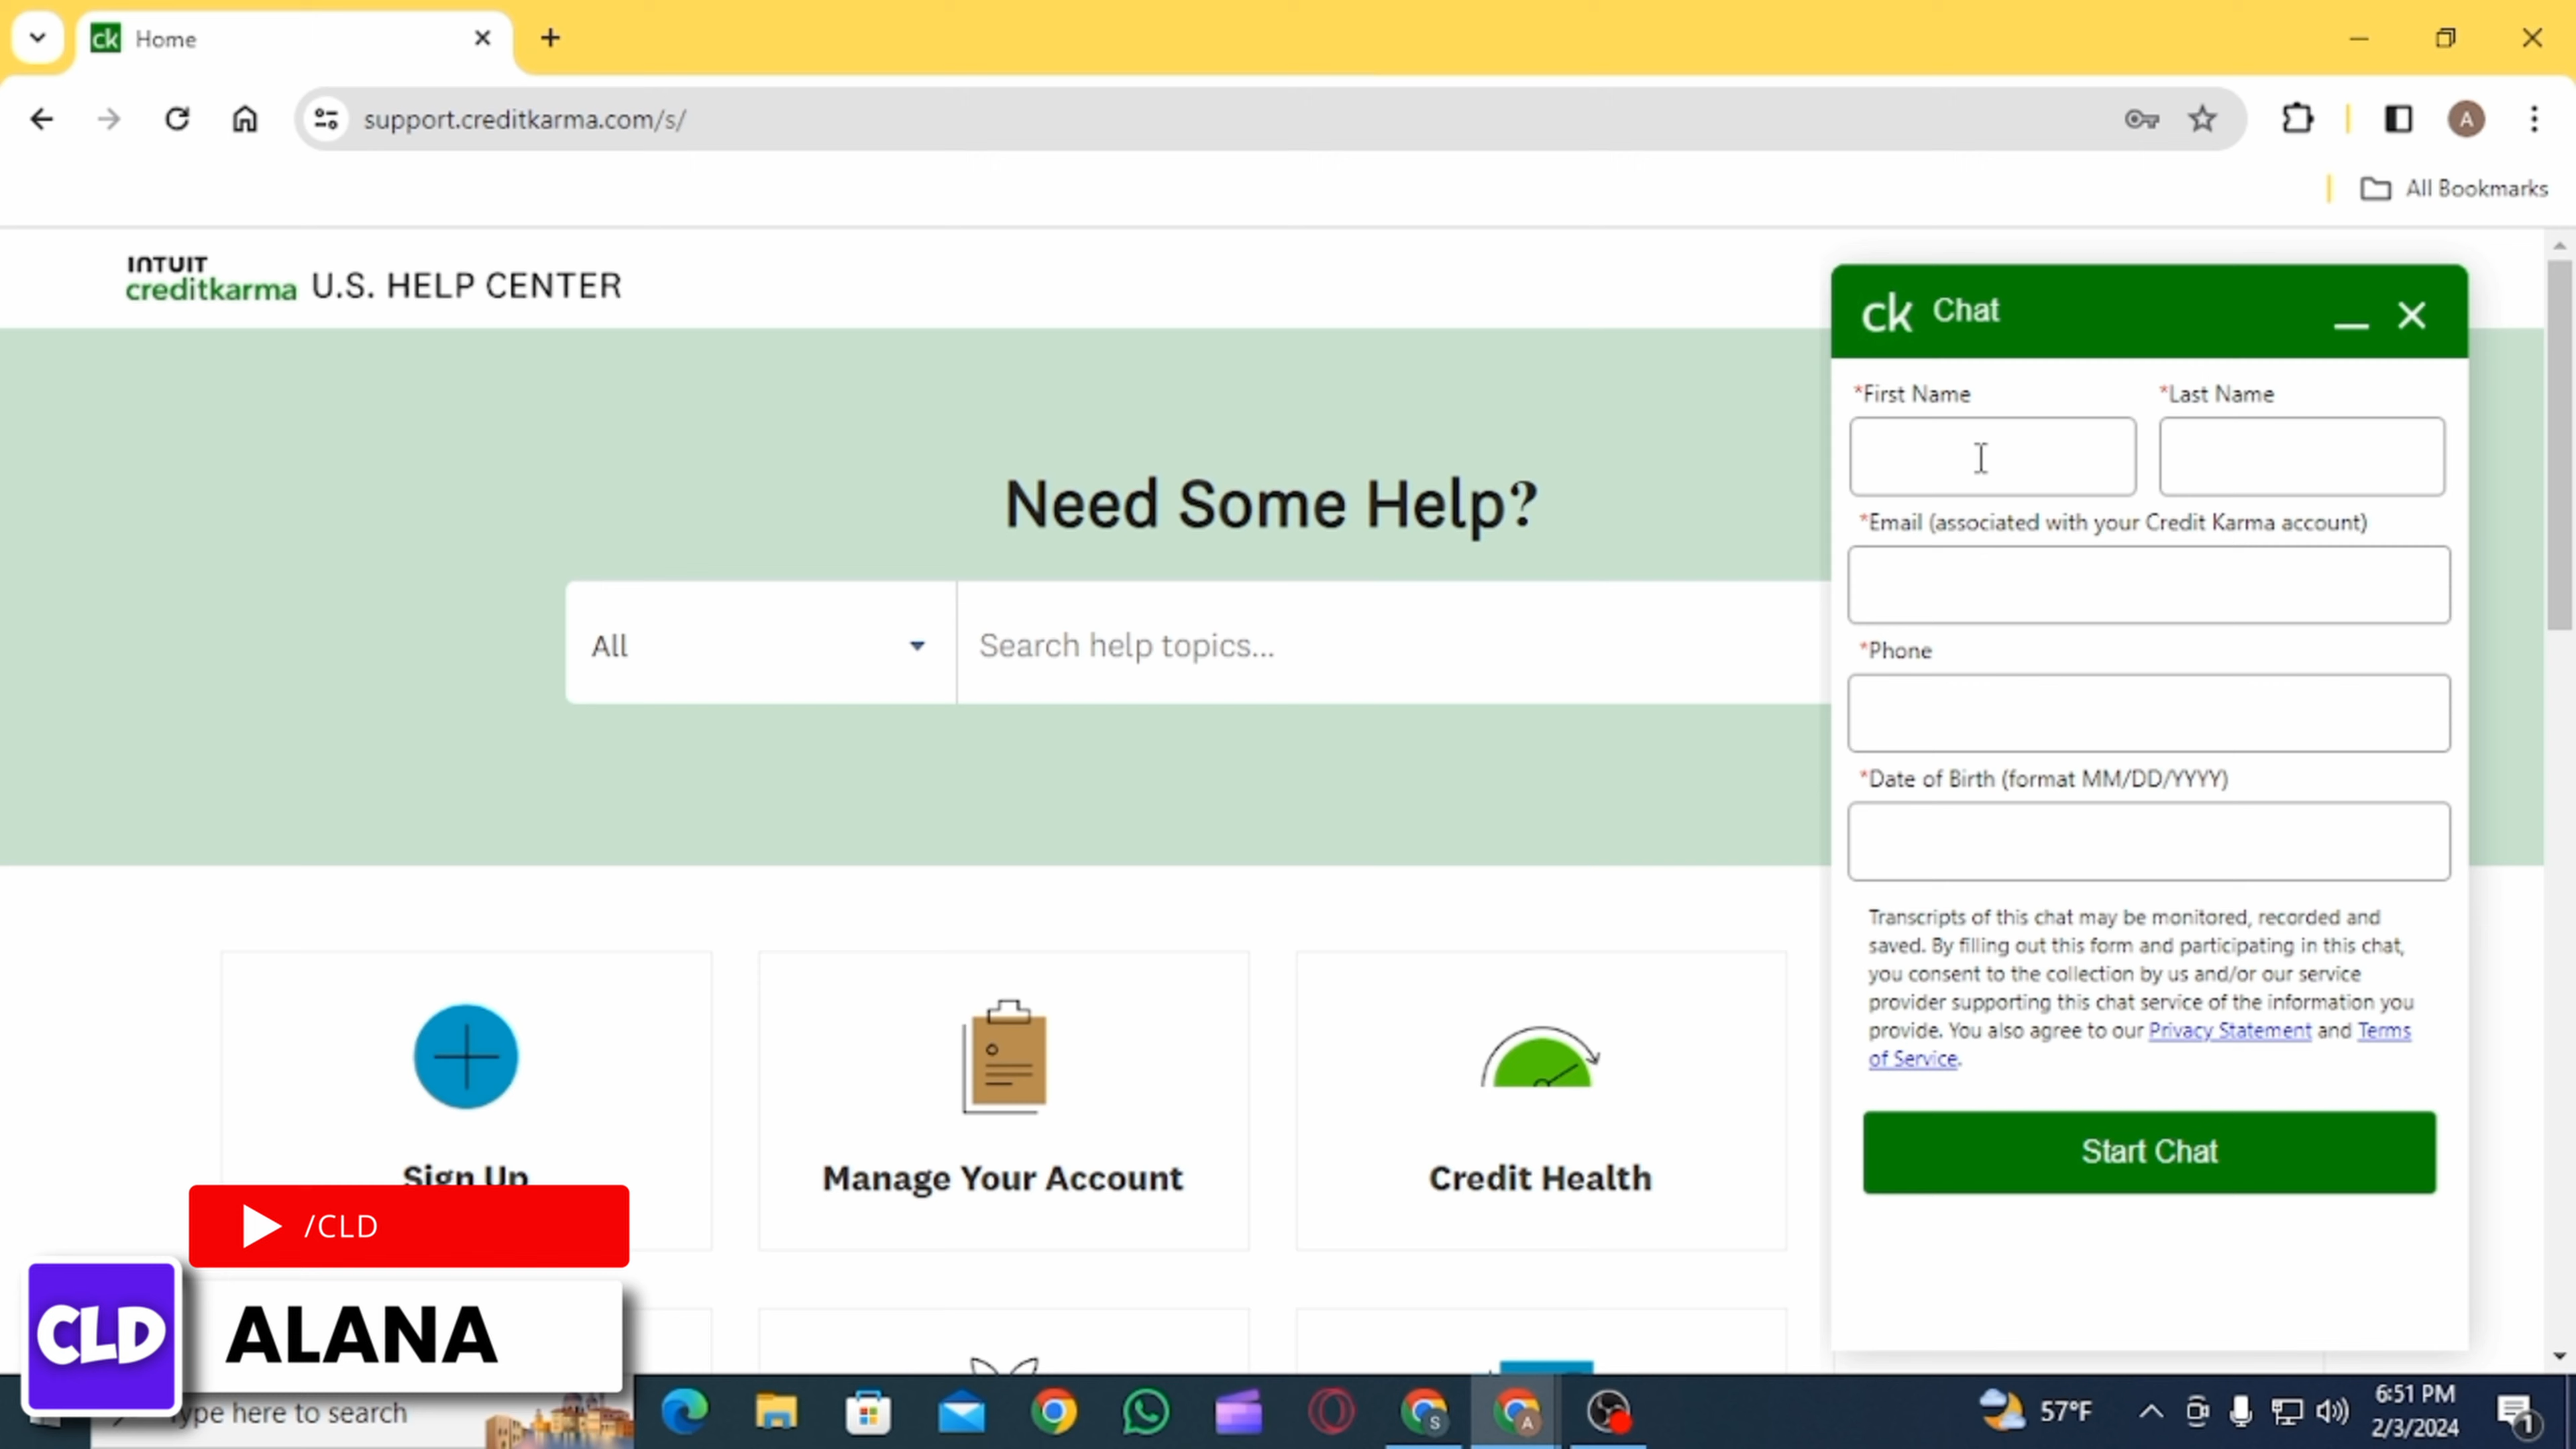 ck Home
support.creditkarma.com/s/
A
All Bookmarks
INTUIT
creditkarma U.S. HELP CENTER
Need Some Help?
All
Search help topics...
Sign Up
Manage Your Account
Credit Health
ck Chat
*First Name
*Last Name
*Email (associated with your Credit Karma account)
*Phone
*Date of Birth (format MM/DD/YYYY)
Transcripts of this chat may be monitored, recorded and
saved. By filling out this form and participating in this chat,
you consent to the collection by us and/or our service
provider supporting this chat service of the information you
provide. You also agree to our Privacy Statement and Terms
of Service.
Start Chat
/CLD
CLD ALANA
Type here to search
S
A
57°F
6:51 PM
2/3/2024
1